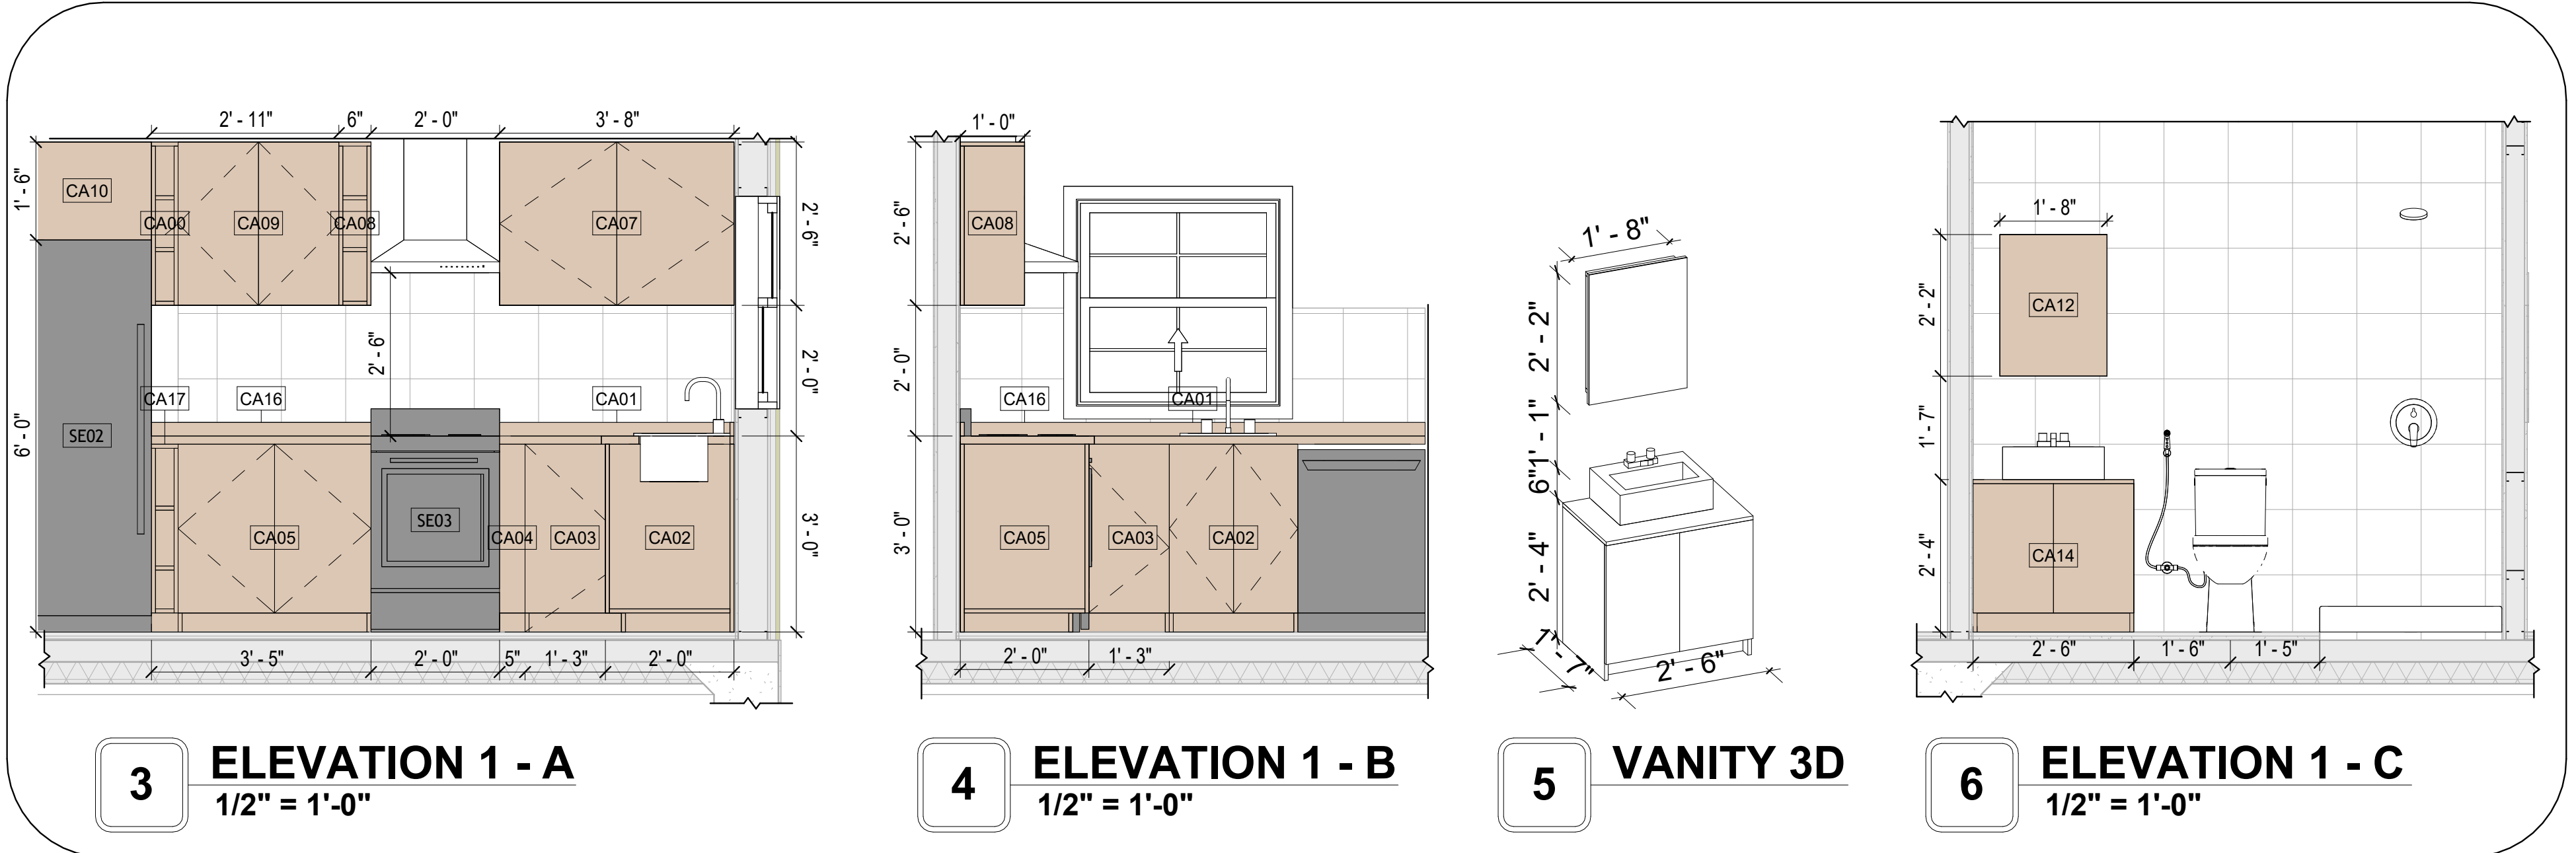 2' - 11" 6" 2' - 0" 3' - 8"
1' - 6"
CA10
CA00
CA09
CA08
CA07
2' - 6"
2' - 6"
2' - 0"
CA17
CA16
CA01
6' - 0"
SE02
SE03
CA05
CA04
CA03
CA02
3' - 0"
3' - 5" 2' - 0" 5" 1' - 3" 2' - 0"
3
ELEVATION 1 - A
1/2" = 1'-0"
1' - 0"
2' - 6"
CA08
2' - 0"
CA16
CA01
3' - 0"
CA05
CA03
CA02
2' - 0" 1' - 3"
4
ELEVATION 1 - B
1/2" = 1'-0"
1' - 8"
2' - 2"
1' - 1"
6"
2' - 4"
1' - 7"
2' - 6"
5
VANITY 3D
1' - 8"
2' - 2"
CA12
1' - 7"
2' - 4"
CA14
2' - 6" 1' - 6" 1' - 5"
6
ELEVATION 1 - C
1/2" = 1'-0"